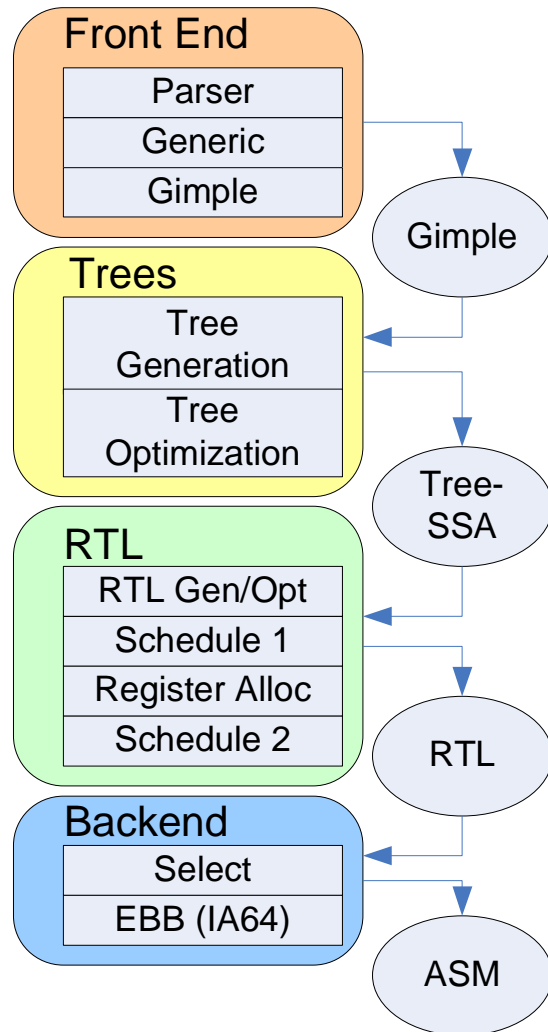 Front End
Parser
Generic
Gimple
Gimple
Trees
Tree
Generation
Tree
Optimization
Tree-
SSA
RTL
RTL Gen/Opt
Schedule 1
Register Alloc
Schedule 2
RTL
Backend
Select
EBB (IA64)
ASM